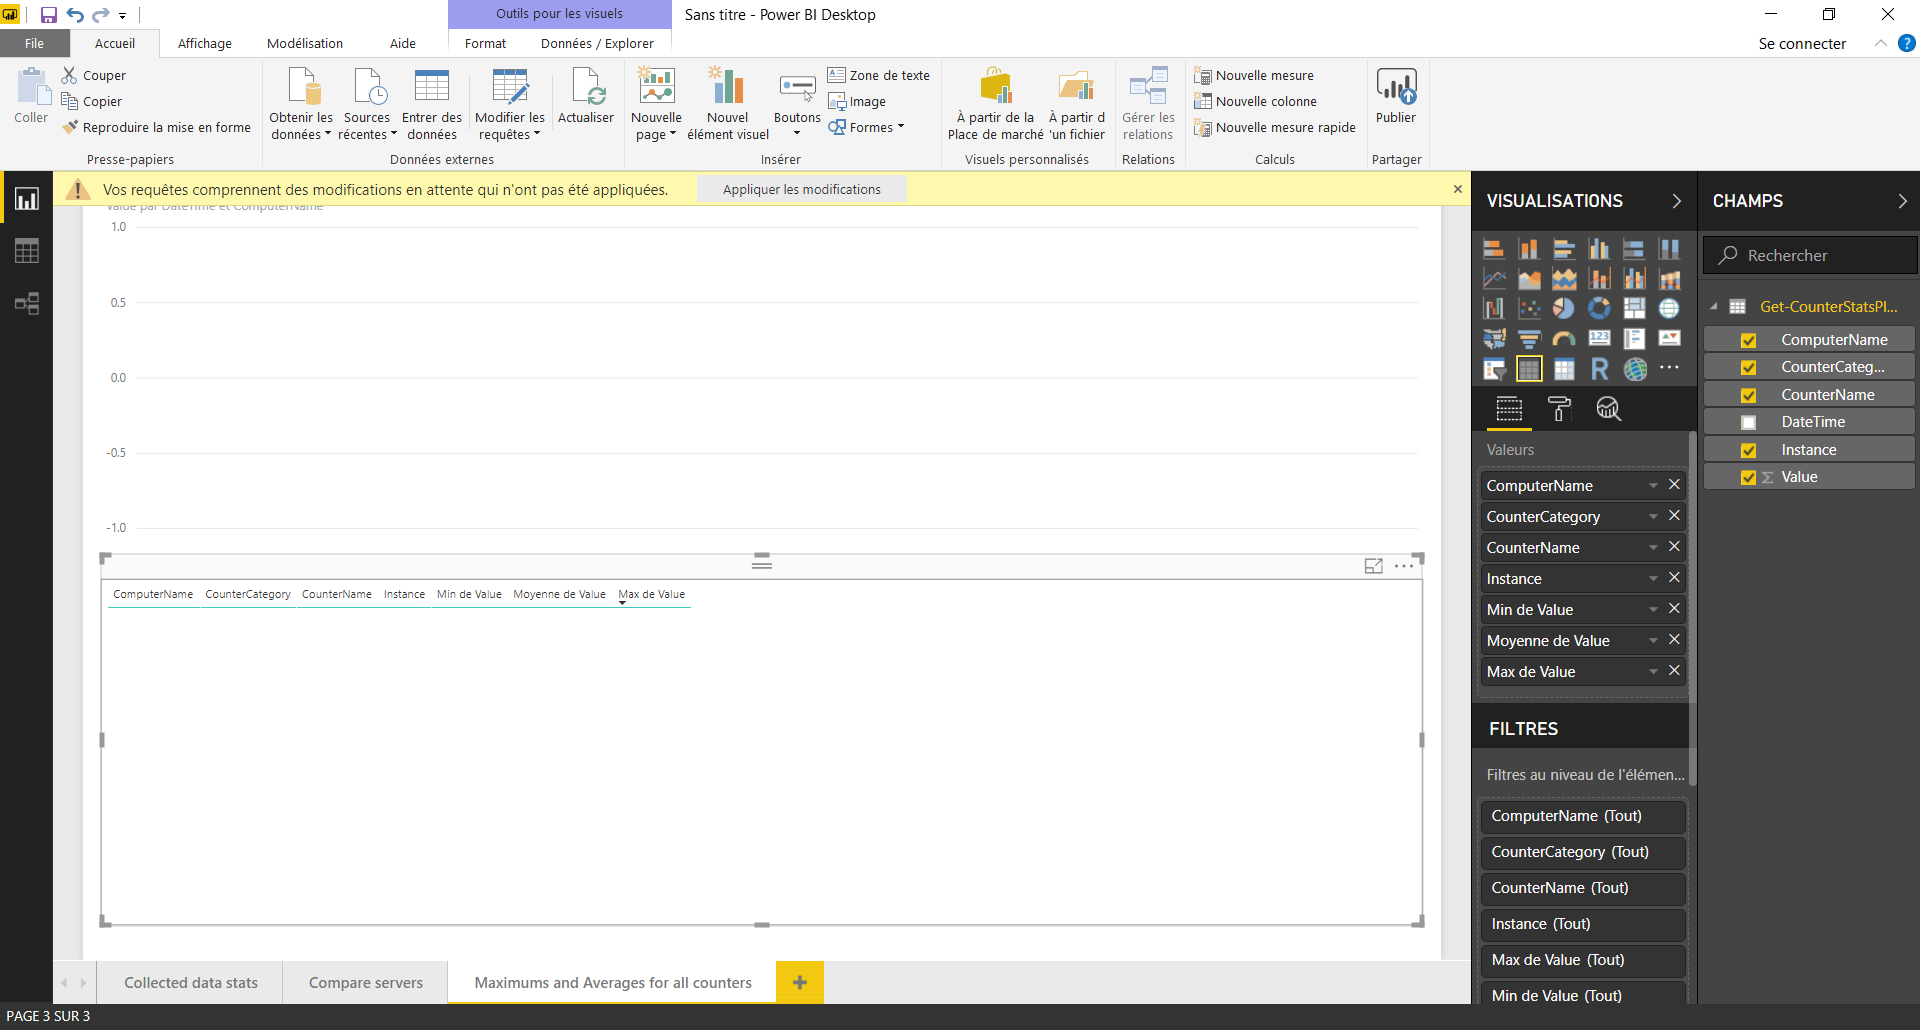 Outils pour les visuels
Sans titre - Power BI Desktop
File
Accueil
Affichage
Modélisation
Aide
Format
Données / Explorer
Se connecter
?
Coller
Couper
Copier
Reproduire la mise en forme
Presse-papiers
Obtenir les données
Sources récentes
Entrer des données
Modifier les requêtes
Actualiser
Données externes
Nouvelle page
Nouvel élément visuel
Boutons
Zone de texte
Image
Formes
Insérer
À partir de la Place de marché
À partir d'un fichier
Visuels personnalisés
Gérer les relations
Relations
Nouvelle mesure
Nouvelle colonne
Nouvelle mesure rapide
Calculs
Publier
Partager
Vos requêtes comprennent des modifications en attente qui n'ont pas été appliquées.
Appliquer les modifications
Value par DateTime et ComputerName
1.0
0.5
0.0
-0.5
-1.0
ComputerName CounterCategory CounterName Instance Min de Value Moyenne de Value Max de Value
VISUALISATIONS
123
R
Valeurs
ComputerName
CounterCategory
CounterName
Instance
Min de Value
Moyenne de Value
Max de Value
FILTRES
Filtres au niveau de l'élémen...
ComputerName (Tout)
CounterCategory (Tout)
CounterName (Tout)
Instance (Tout)
Max de Value (Tout)
Min de Value (Tout)
CHAMPS
Rechercher
Get-CounterStatsPl...
ComputerName
CounterCateg...
CounterName
DateTime
Instance
Σ Value
Collected data stats
Compare servers
Maximums and Averages for all counters
+
PAGE 3 SUR 3